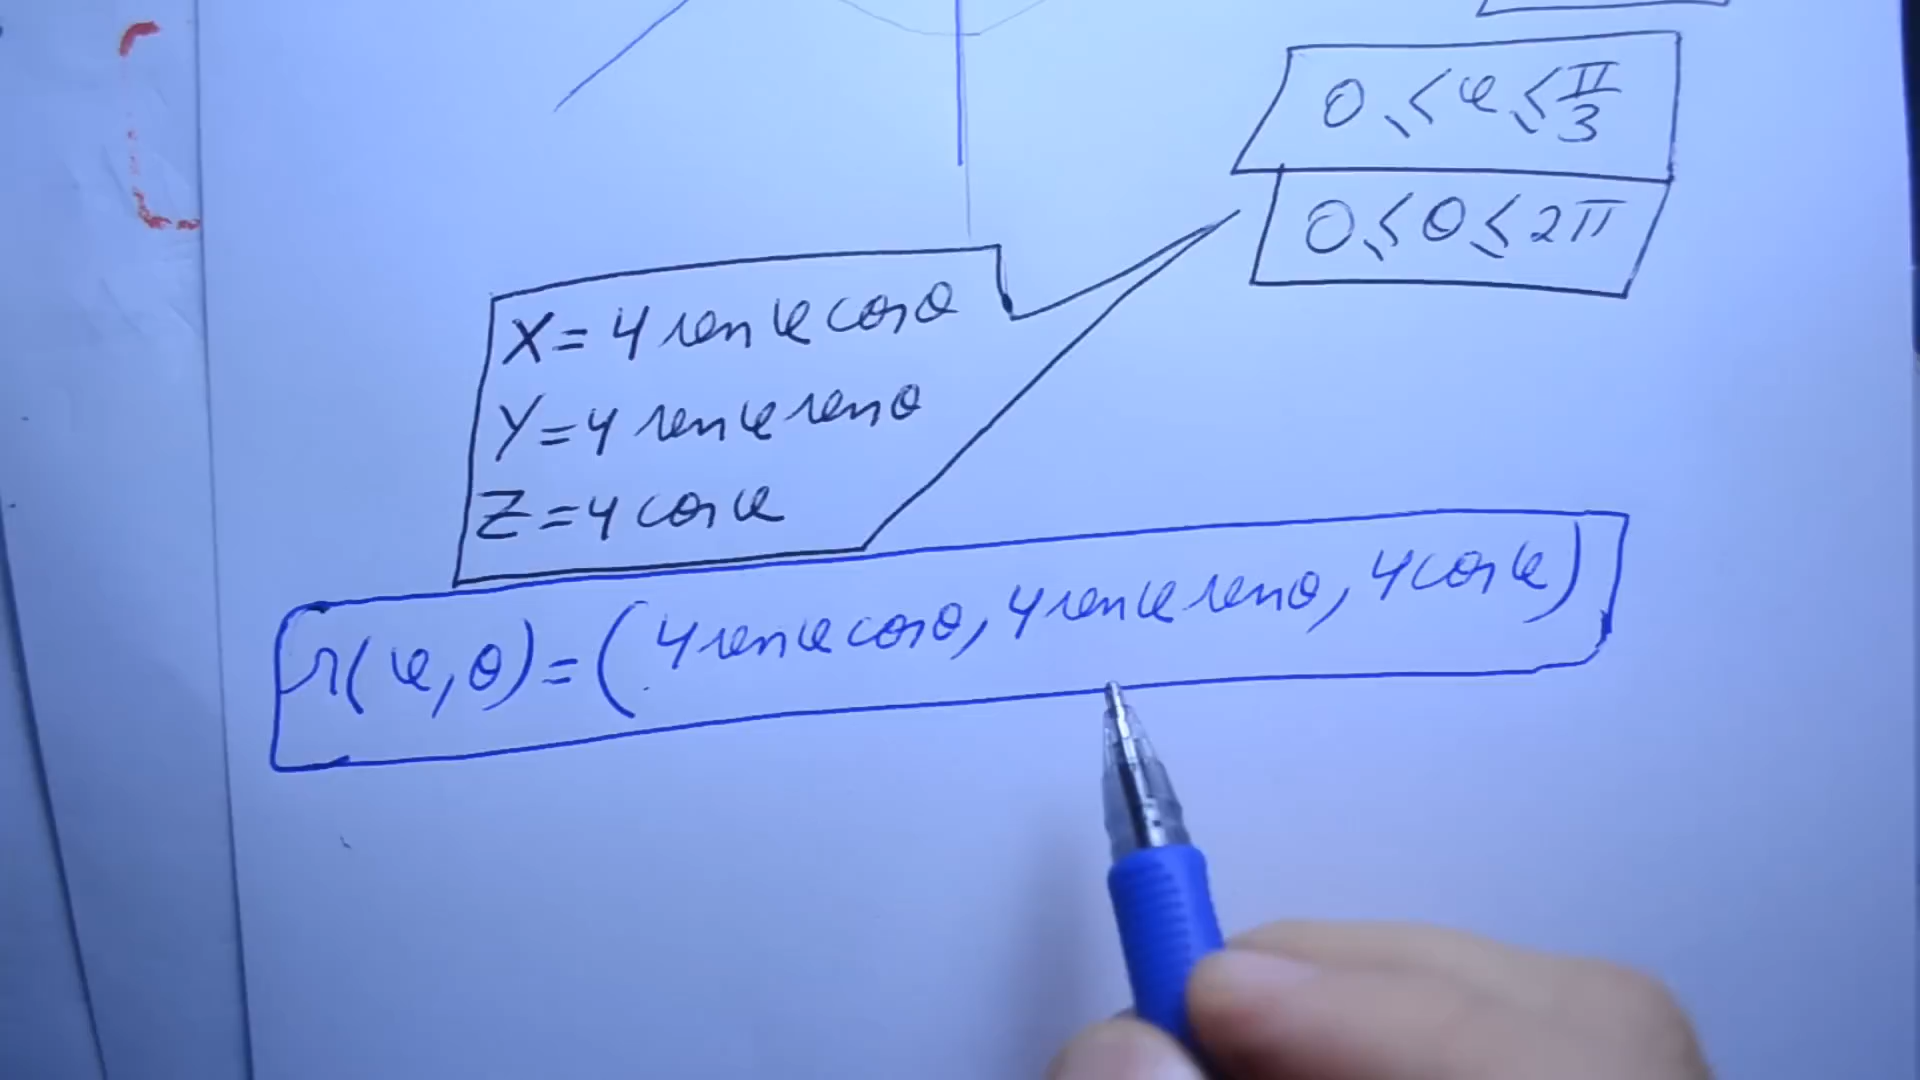 0 ≤ φ ≤ π/3
0 ≤ θ ≤ 2π
X = 4 sen φ cos θ
Y = 4 sen φ sen θ
Z = 4 cos φ
r(φ, θ) = (4 sen φ cos θ, 4 sen φ sen θ, 4 cos φ)